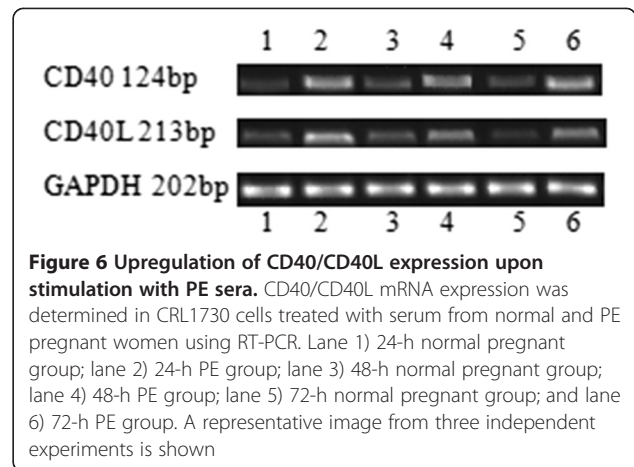 1 2 3 4 5 6
CD40 124bp
CD40L 213bp
GAPDH 202bp
1 2 3 4 5 6
Figure 6 Upregulation of CD40/CD40L expression upon
stimulation with PE sera. CD40/CD40L mRNA expression was
determined in CRL1730 cells treated with serum from normal and PE
pregnant women using RT-PCR. Lane 1) 24-h normal pregnant
group; lane 2) 24-h PE group; lane 3) 48-h normal pregnant group;
lane 4) 48-h PE group; lane 5) 72-h normal pregnant group; and lane
6) 72-h PE group. A representative image from three independent
experiments is shown